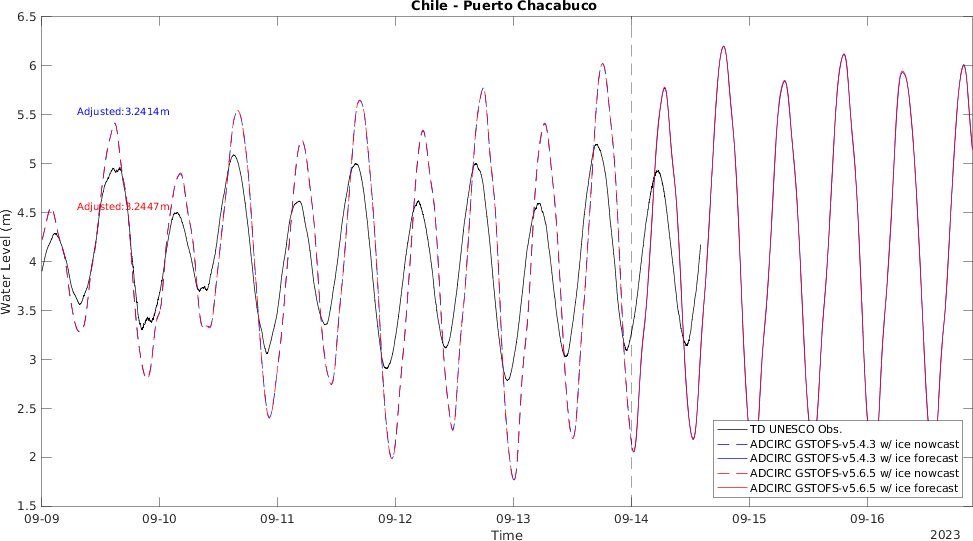 Chile - Puerto Chacabuco
6.5
6
5.5
5
4.5
4
3.5
3
2.5
2
1.5
Water Level (m)
Adjusted:3.2414m
Adjusted:3.2447m
TD UNESCO Obs.
ADCIRC GSTOFS-v5.4.3 w/ ice nowcast
ADCIRC GSTOFS-v5.4.3 w/ ice forecast
ADCIRC GSTOFS-v5.6.5 w/ ice nowcast
ADCIRC GSTOFS-v5.6.5 w/ ice forecast
09-09 09-10 09-11 09-12 09-13 09-14 09-15 09-16
Time
2023